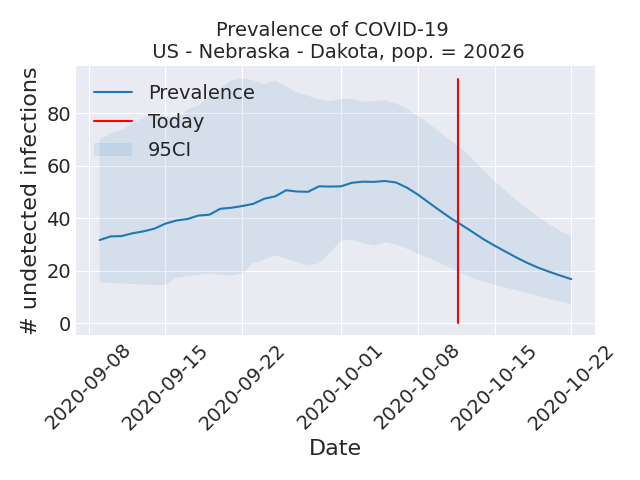 Prevalence of COVID-19
US - Nebraska - Dakota, pop. = 20026
# undetected infections
80
60
40
20
0
Prevalence
Today
95CI
2020-09-08
2020-09-15
2020-09-22
2020-10-01
2020-10-08
2020-10-15
2020-10-22
Date